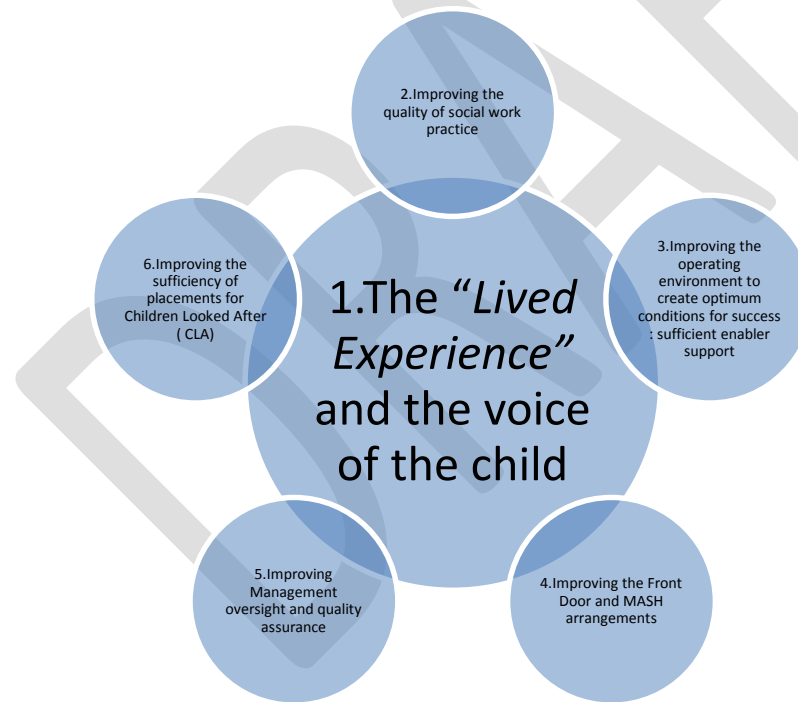 2.Improving the
quality of social work
practice
6.Improving the
sufficiency of
placements for
Children Looked After
( CLA)
1.The “Lived
Experience”
and the voice
of the child
3.Improving the
operating
environment to
create optimum
conditions for success
: sufficient enabler
support
5.Improving
Management
oversight and quality
assurance
4.Improving the Front
Door and MASH
arrangements